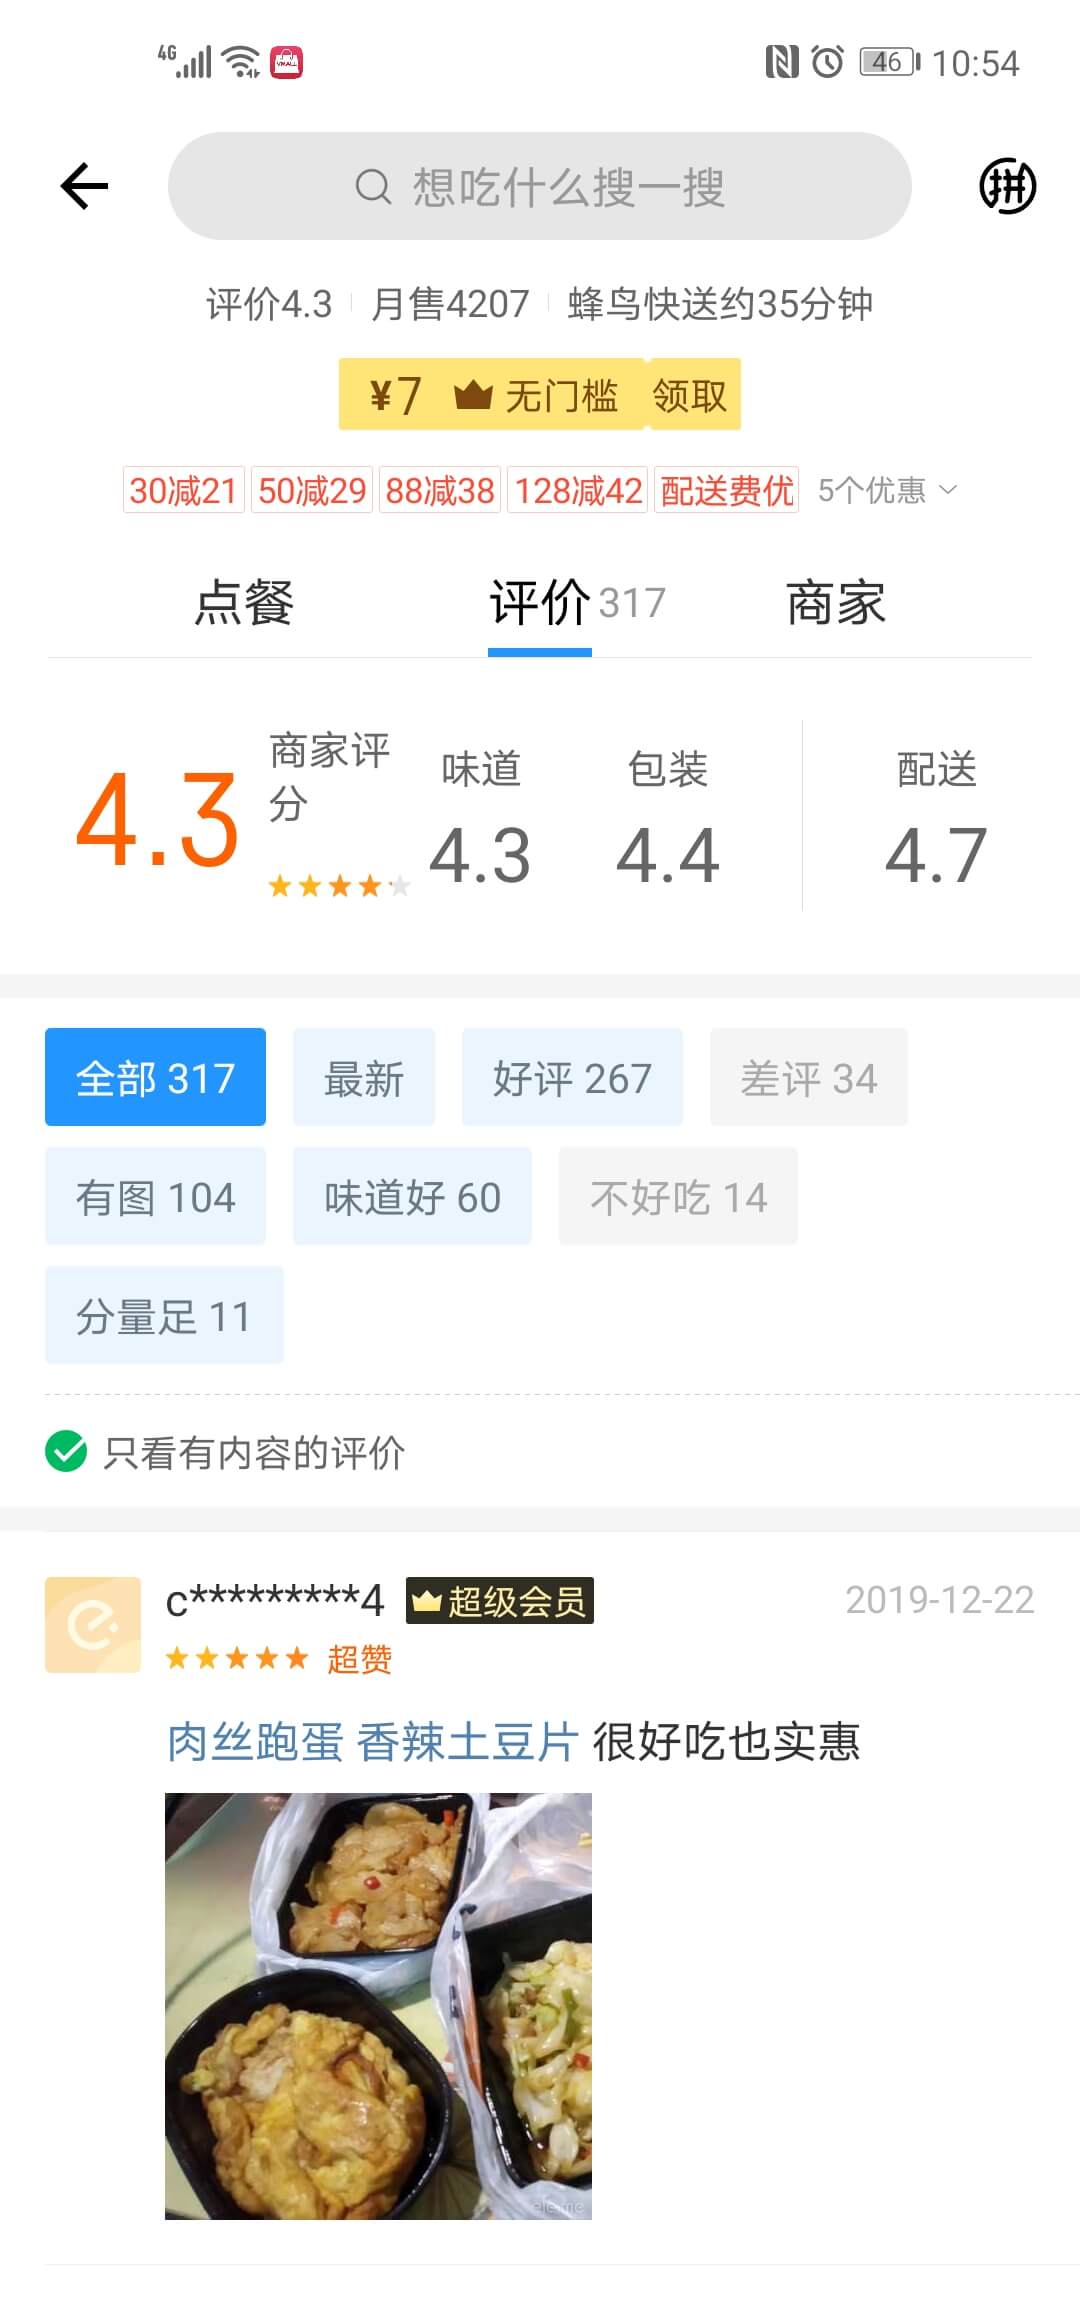 4G VMALL 46 10:54
想吃什么搜一搜 拼
评价4.3 月售4207 蜂鸟快送约35分钟
¥7 无门槛 领取
30减21 50减29 88减38 128减42 配送费优 5个优惠
点餐 评价 317 商家
4.3 商家评分 味道 4.3 包装 4.4 配送 4.7
全部 317 最新 好评 267 差评 34
有图 104 味道好 60 不好吃 14
分量足 11
只看有内容的评价
c*********4 超级会员 2019-12-22
超赞
肉丝跑蛋 香辣土豆片 很好吃也实惠
ele.me